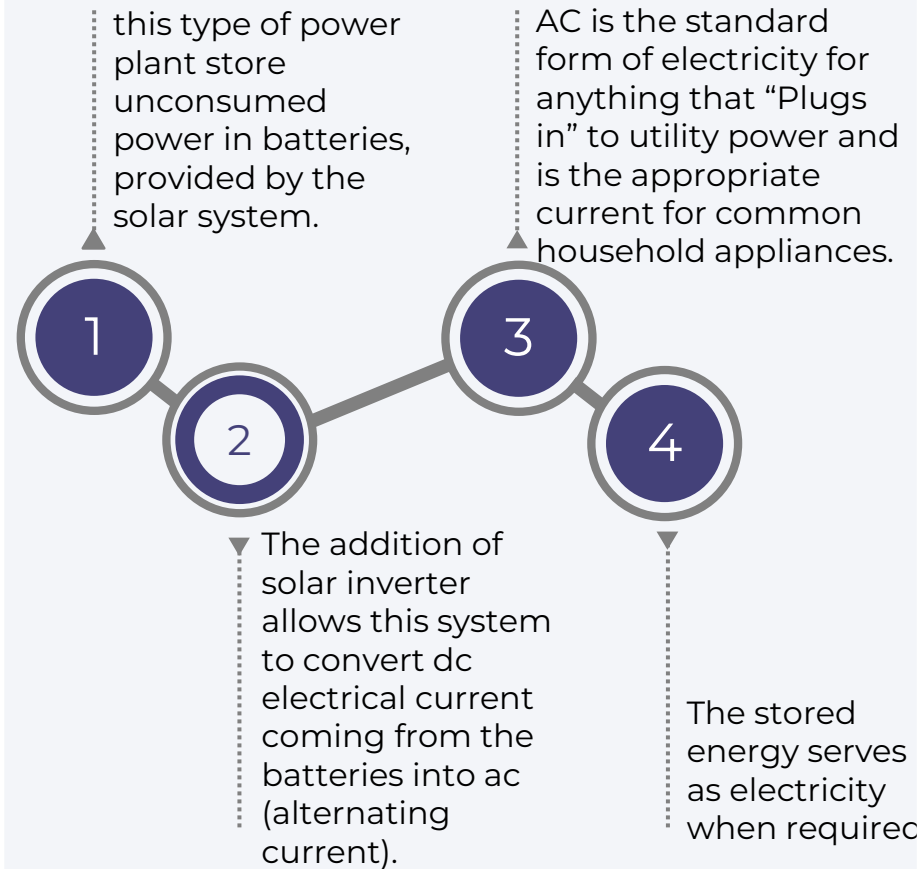 this type of power
plant store
unconsumed
power in batteries,
provided by the
solar system.
1
The addition of
solar inverter
allows this system
to convert dc
electrical current
coming from the
batteries into ac
(alternating
current).
2
AC is the standard
form of electricity for
anything that “Plugs
in” to utility power and
is the appropriate
current for common
household appliances.
3
The stored
energy serves
as electricity
when required
4